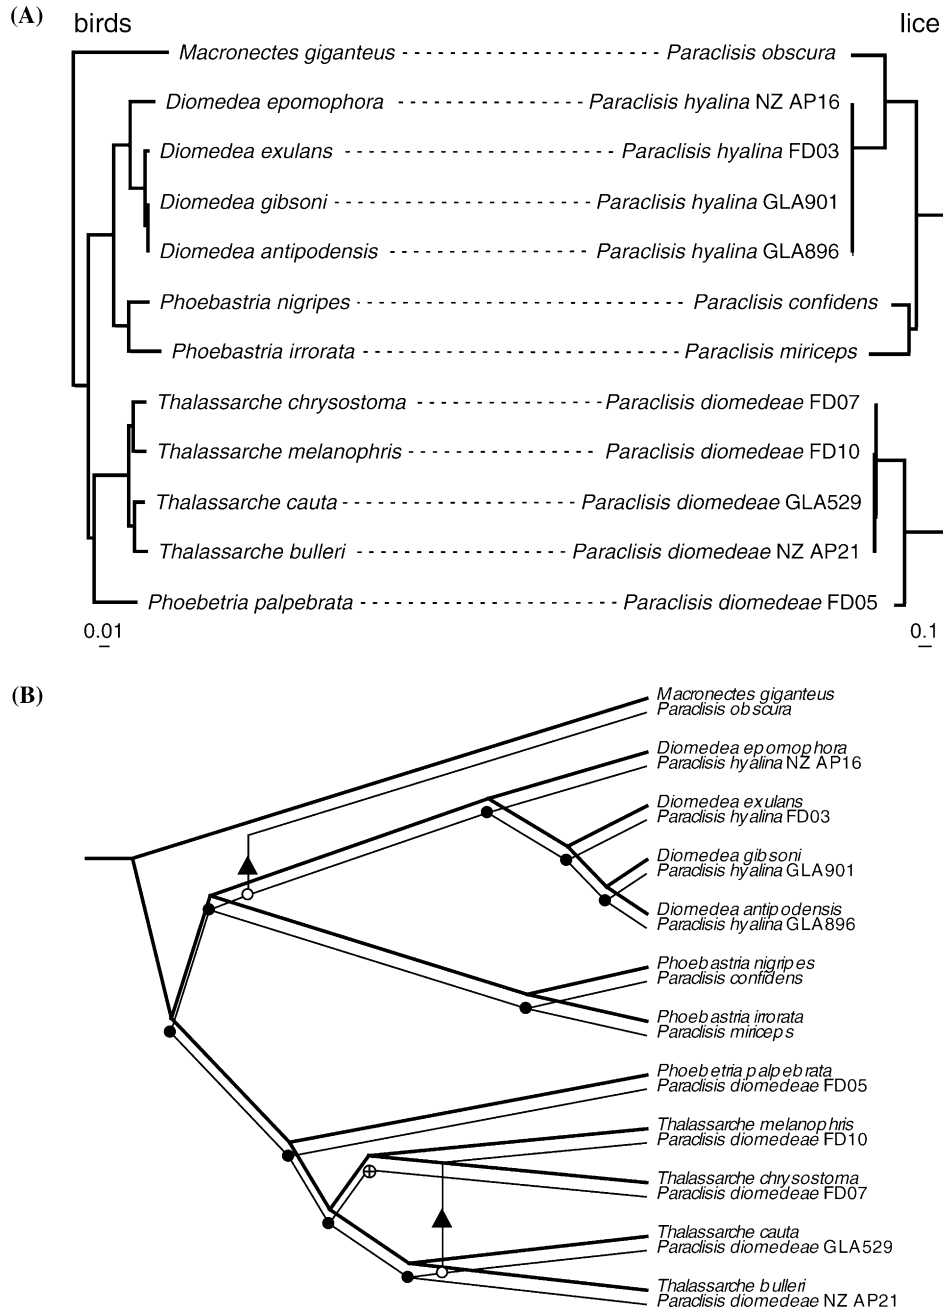 (A)
birds lice
Macronectes giganteus Paraclisis obscura
Diomedea epomophora Paraclisis hyalina NZ AP16
Diomedea exulans Paraclisis hyalina FD03
Diomedea gibsoni Paraclisis hyalina GLA901
Diomedea antipodensis Paraclisis hyalina GLA896
Phoebastria nigripes Paraclisis confidens
Phoebastria irrorata Paraclisis miriceps
Thalassarche chrysostoma Paraclisis diomedeae FD07
Thalassarche melanophris Paraclisis diomedeae FD10
Thalassarche cauta Paraclisis diomedeae GLA529
Thalassarche bulleri Paraclisis diomedeae NZ AP21
Phoebetria palpebrata Paraclisis diomedeae FD05
0.01 0.1
(B)
Macronectes giganteus
Paraclisis obscura
Diomedea epomophora
Paraclisis hyalina NZ AP16
Diomedea exulans
Paraclisis hyalina FD03
Diomedea gibsoni
Paraclisis hyalina GLA901
Diomedea antipodensis
Paraclisis hyalina GLA896
Phoebastria nigripes
Paraclisis confidens
Phoebastria irrorata
Paraclisis miriceps
Phoebetria palpebrata
Paraclisis diomedeae FD05
Thalassarche melanophris
Paraclisis diomedeae FD10
Thalassarche chrysostoma
Paraclisis diomedeae FD07
Thalassarche cauta
Paraclisis diomedeae GLA529
Thalassarche bulleri
Paraclisis diomedeae NZ AP21